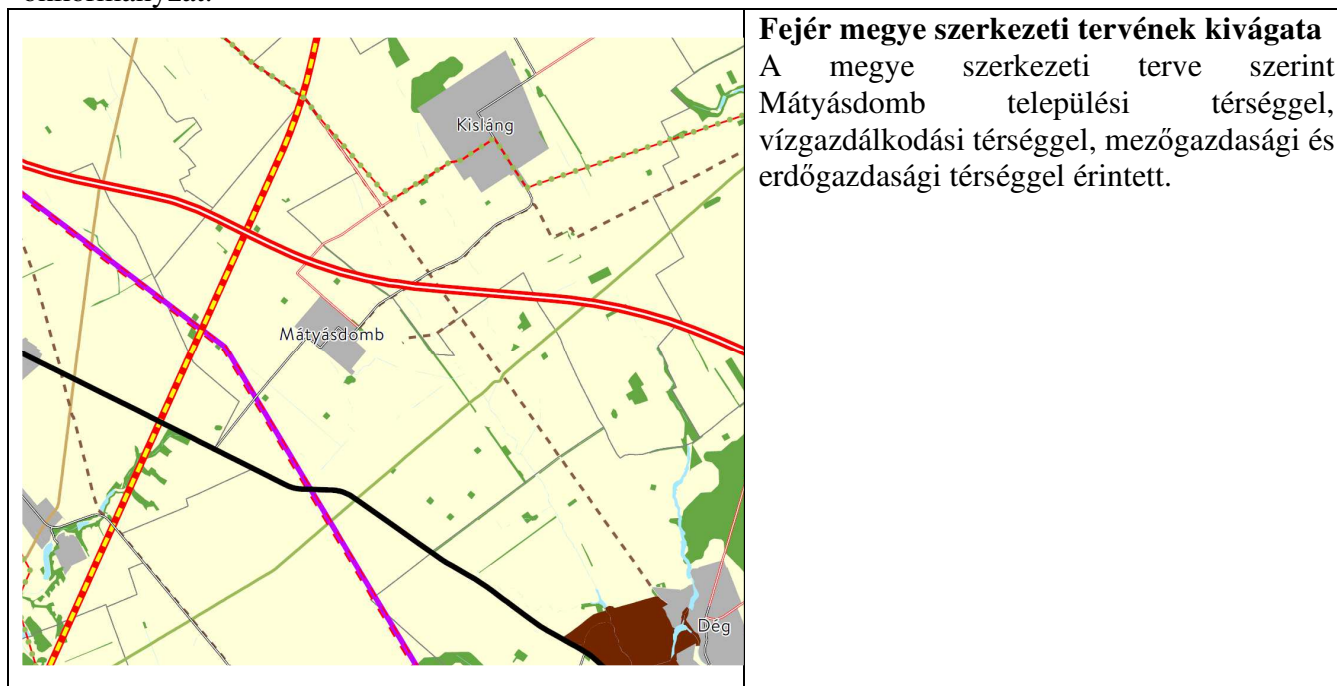 önkormányzat.
Fejér megye szerkezeti tervének kivágata
A megye szerkezeti terve szerint
Mátyásdomb települési térséggel,
vízgazdálkodási térséggel, mezőgazdasági és
erdőgazdasági térséggel érintett.
Kisláng
Mátyásdomb
Dég